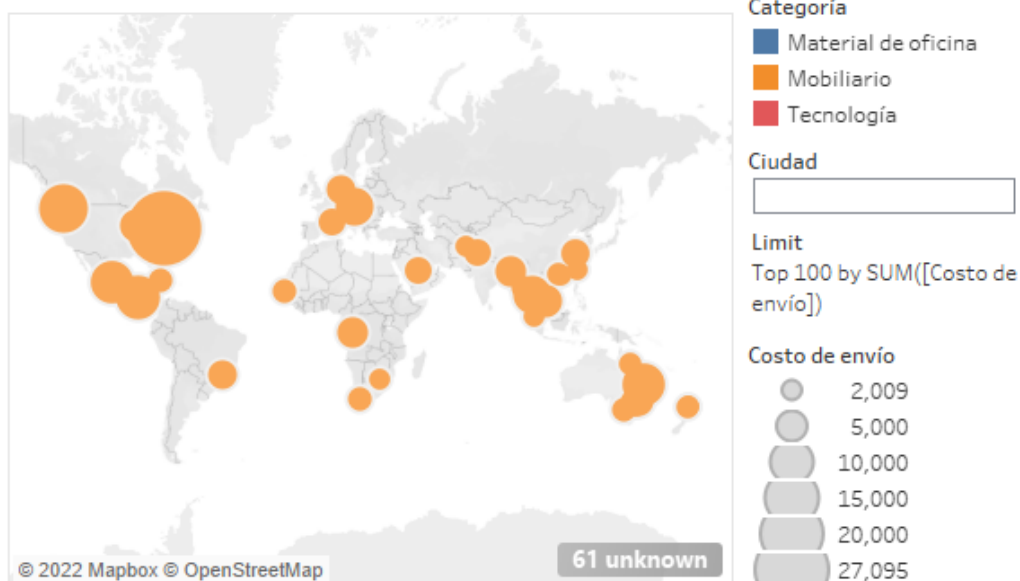 Categoría
Material de oficina
Mobiliario
Tecnología
Ciudad
Limit
Top 100 by SUM([Costo de
envío])
Costo de envío
2,009
5,000
10,000
15,000
20,000
27,095
61 unknown
© 2022 Mapbox © OpenStreetMap